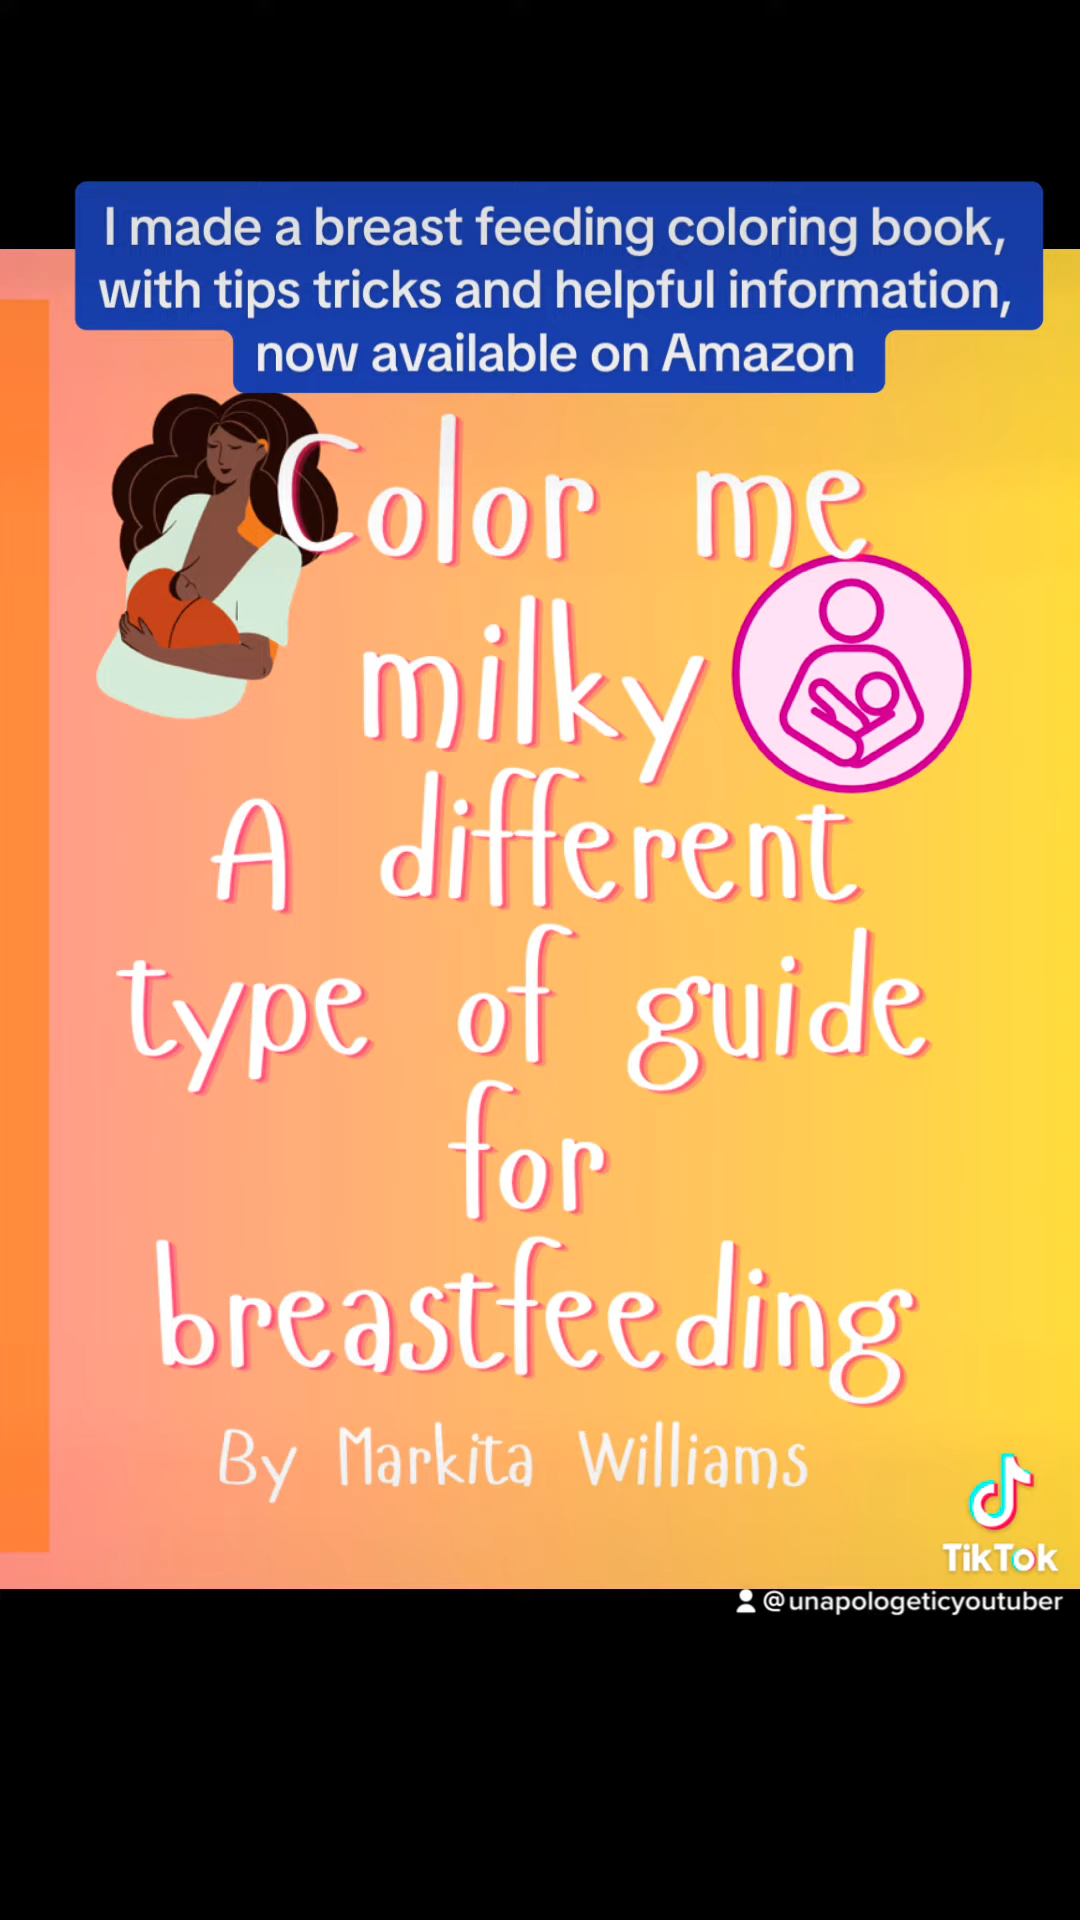 I made a breast feeding coloring book,
with tips tricks and helpful information,
now available on Amazon
Color me
milky
A different
type of guide
for
breastfeeding
By Markita Williams
TikTok
@unapologeticyoutuber